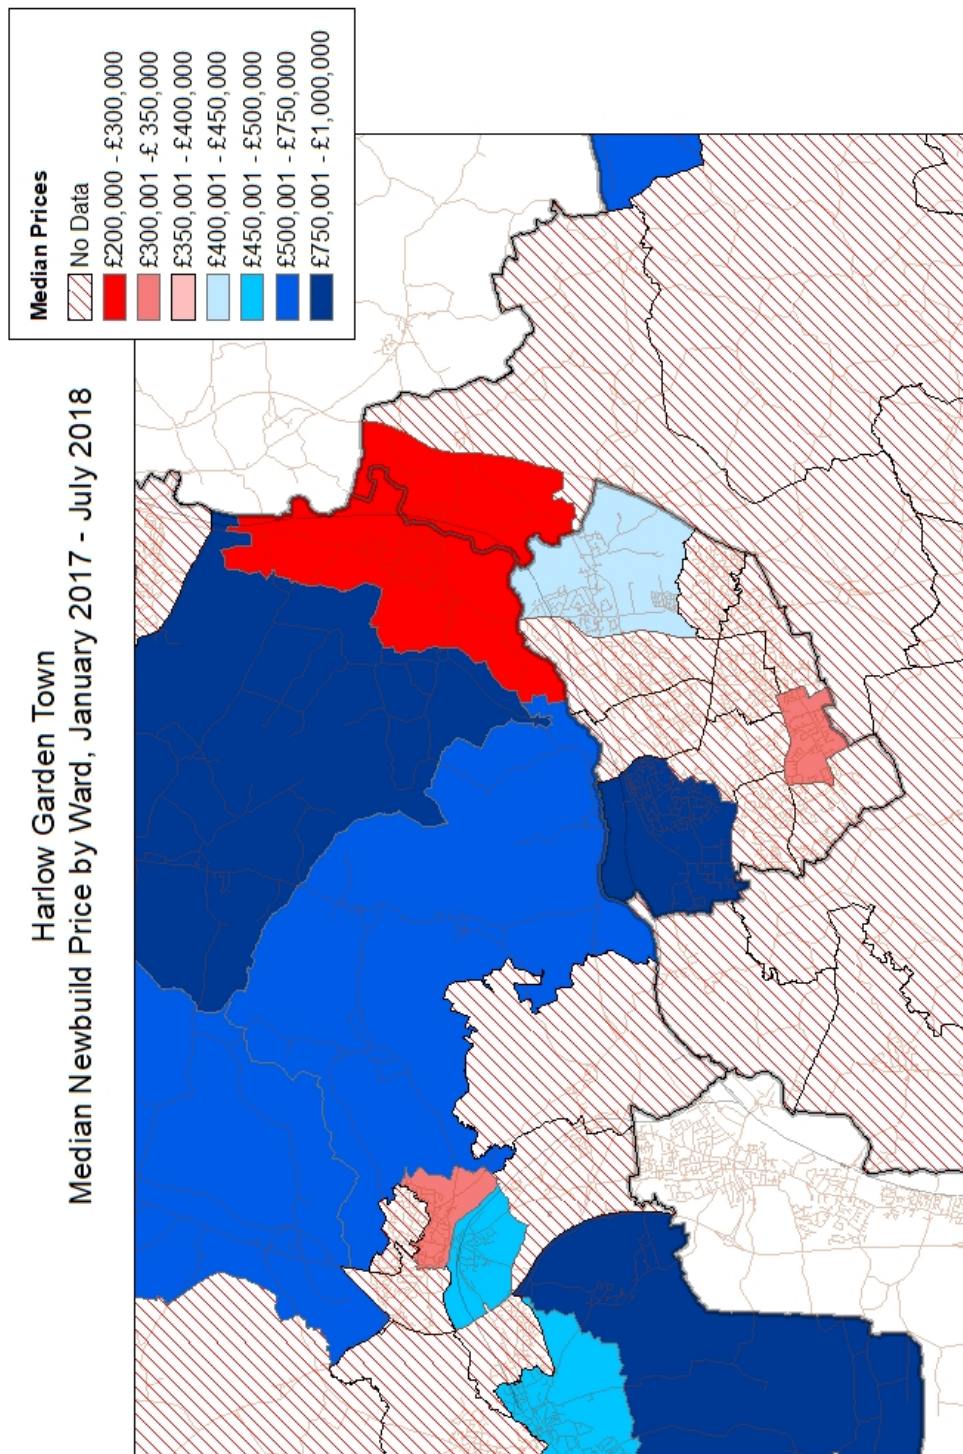 Harlow Garden Town
Median Newbuild Price by Ward, January 2017 - July 2018
Median Prices
No Data
£200,000 - £300,000
£300,001 -£ 350,000
£350,001 - £400,000
£400,001 - £450,000
£450,001 - £500,000
£500,001 - £750,000
£750,001 - £1,000,000